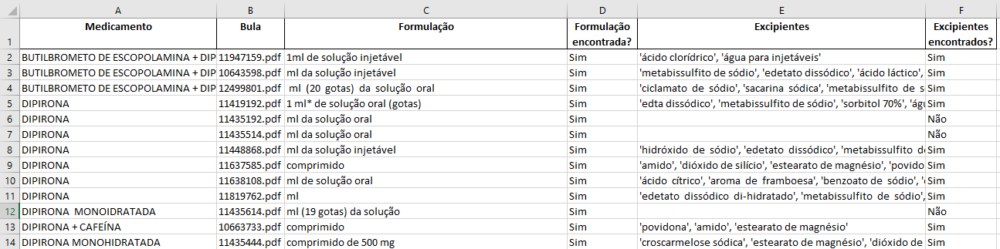 A B C D E F
1 Medicamento Bula Formulação Formulação encontrada? Excipientes Excipientes encontrados?
2 BUTILBROMETO DE ESCOPOLAMINA + DIP 11947159.pdf 1ml de solução injetável Sim 'ácido clorídrico', 'água para injetáveis' Sim
3 BUTILBROMETO DE ESCOPOLAMINA + DIP 10643598.pdf ml da solução injetável Sim 'metabissulfito de sódio', 'edetato dissódico', 'ácido láctico', Sim
4 BUTILBROMETO DE ESCOPOLAMINA + DIP 12499801.pdf ml (20 gotas) da solução oral Sim 'ciclamato de sódio', 'sacarina sódica', 'metabissulfito de s Sim
5 DIPIRONA 11419192.pdf 1 ml* de solução oral (gotas) Sim 'edta dissódico', 'metabissulfito de sódio', 'sorbitol 70%', 'águ Sim
6 DIPIRONA 11435192.pdf ml da solução oral Sim Não
7 DIPIRONA 11435514.pdf ml da solução oral Sim Não
8 DIPIRONA 11448868.pdf ml da solução injetável Sim 'hidróxido de sódio', 'edetato dissódico', 'metabissulfito de Sim
9 DIPIRONA 11637585.pdf comprimido Sim 'amido', 'dióxido de silício', 'estearato de magnésio', 'povido Sim
10 DIPIRONA 11638108.pdf ml de solução oral Sim 'ácido cítrico', 'aroma de framboesa', 'benzoato de sódio', Sim
11 DIPIRONA 11819762.pdf ml Sim 'edetato dissódico di-hidratado', 'metabissulfito de sódio', Sim
12 DIPIRONA MONOIDRATADA 11435614.pdf ml (19 gotas) da solução Sim Não
13 DIPIRONA + CAFEÍNA 10663733.pdf comprimido Sim 'povidona', 'amido', 'estearato de magnésio' Sim
14 DIPIRONA MONOHIDRATADA 11435444.pdf comprimido de 500 mg Sim 'croscarmelose sódica', 'estearato de magnésio', 'dióxido de Sim